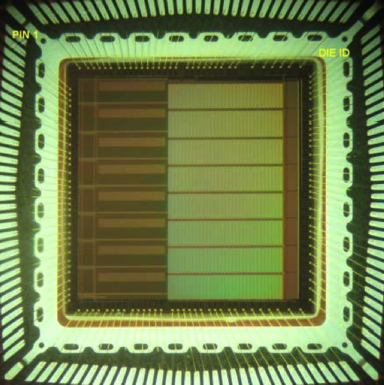 PIN 1
DIE ID